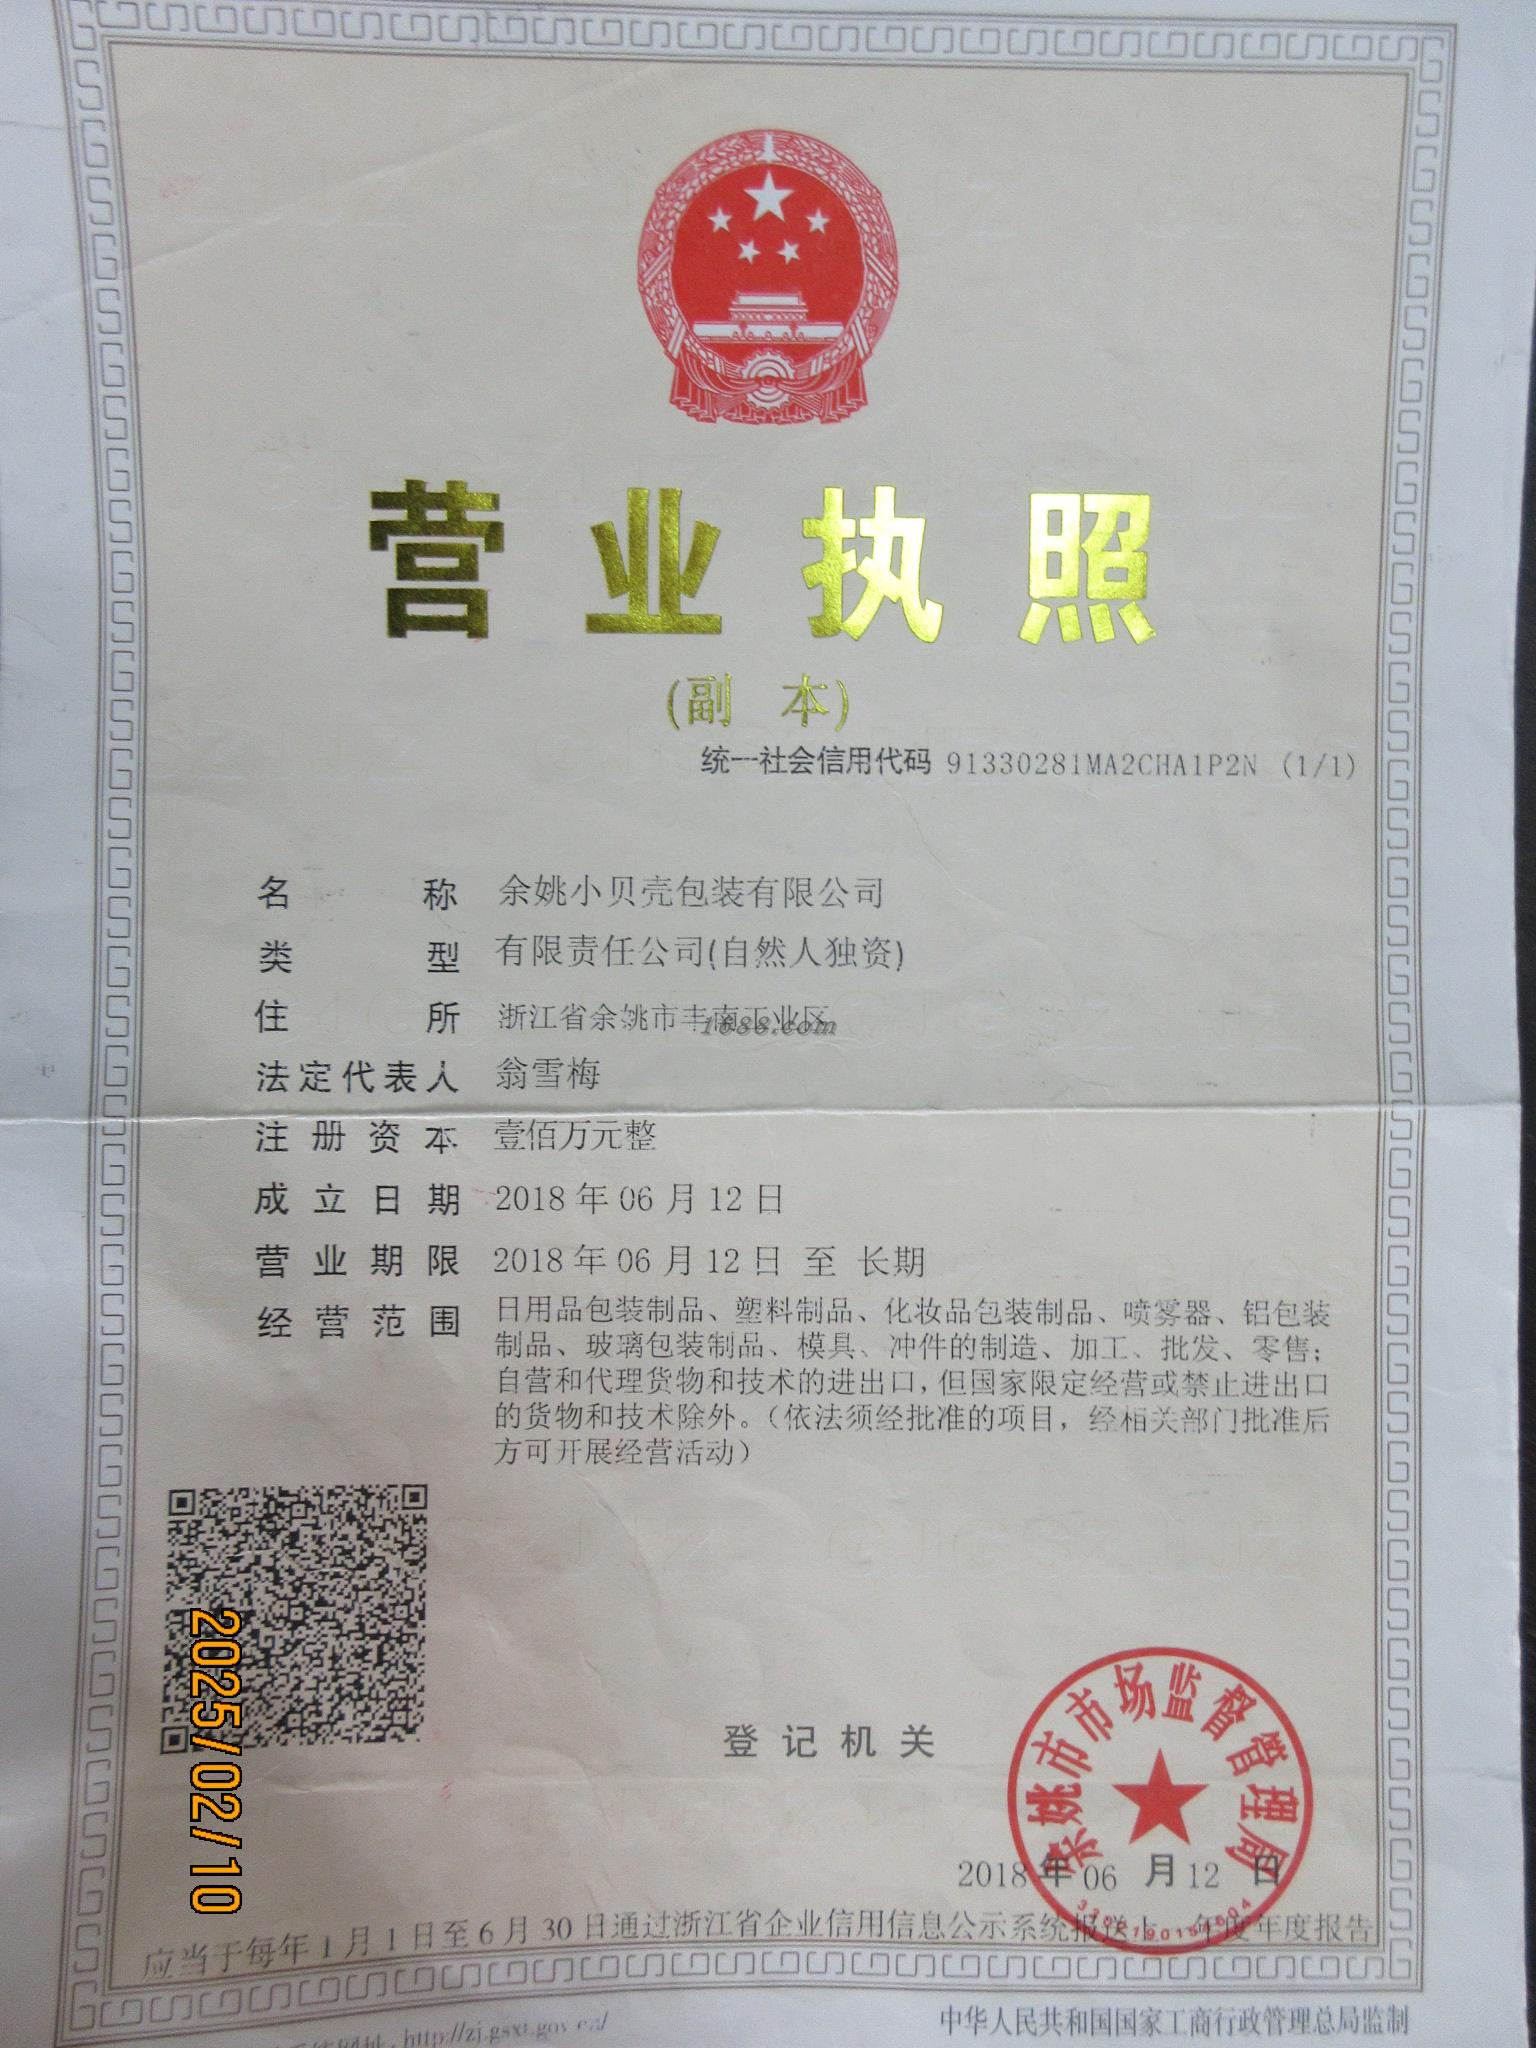 营业执照
(副 本)
统一社会信用代码 91330281MA2CHA1P2N (1/1)
名 称 余姚小贝壳包装有限公司
类 型 有限责任公司(自然人独资)
住 所 浙江省余姚市丰南工业区
1688.com
法定代表人 翁雪梅
注册资本 壹佰万元整
成立日期 2018年06月12日
营业期限 2018年06月12日 至 长期
经营范围 日用品包装制品、塑料制品、化妆品包装制品、喷雾器、铝包装
制品、玻璃包装制品、模具、冲件的制造、加工、批发、零售；
自营和代理货物和技术的进出口，但国家限定经营或禁止进出口
的货物和技术除外。（依法须经批准的项目，经相关部门批准后
方可开展经营活动）
2025/02/10
登记机关
余姚市市场监督管理局
2018年06月12日
应当于每年1月1日至6月30日通过浙江省企业信用信息公示系统报送上一年度年度报告
http://zj.gsxt.gov.cn/
中华人民共和国国家工商行政管理总局监制